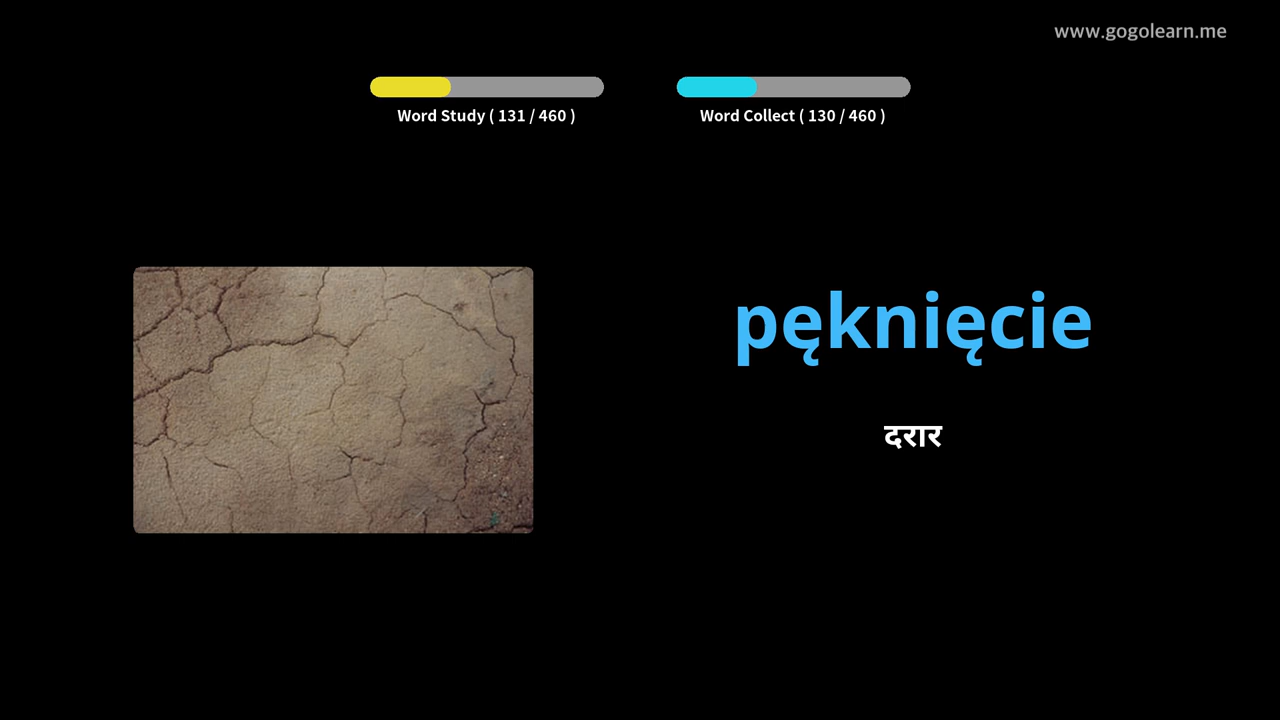 www.gogolearn.me
Word Study ( 131 / 460 )
Word Collect ( 130 / 460 )
pęknięcie
दरार